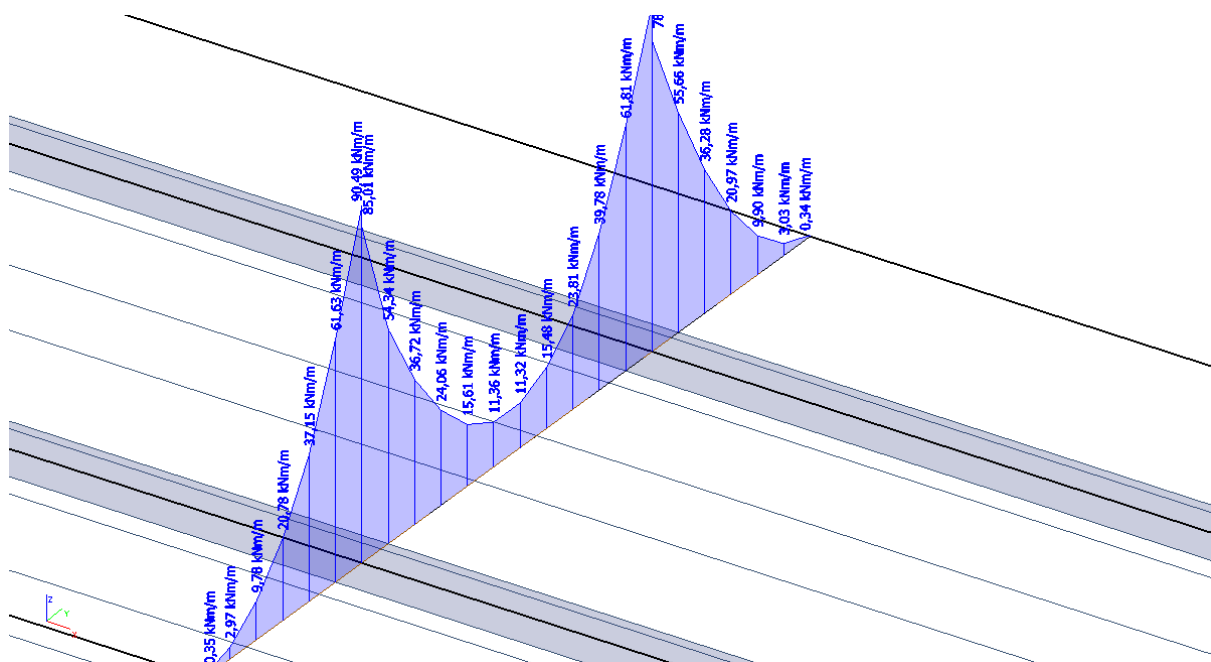 0,35 kNm/m
2,97 kNm/m
9,78 kNm/m
20,78 kNm/m
37,15 kNm/m
61,63 kNm/m
90,49 kNm/m
85,01 kNm/m
54,34 kNm/m
36,72 kNm/m
24,06 kNm/m
15,61 kNm/m
11,36 kNm/m
11,32 kNm/m
15,48 kNm/m
23,81 kNm/m
39,78 kNm/m
61,81 kNm/m
78
55,66 kNm/m
36,28 kNm/m
20,97 kNm/m
9,90 kNm/m
3,03 kNm/m
0,34 kNm/m
Z
Y
X